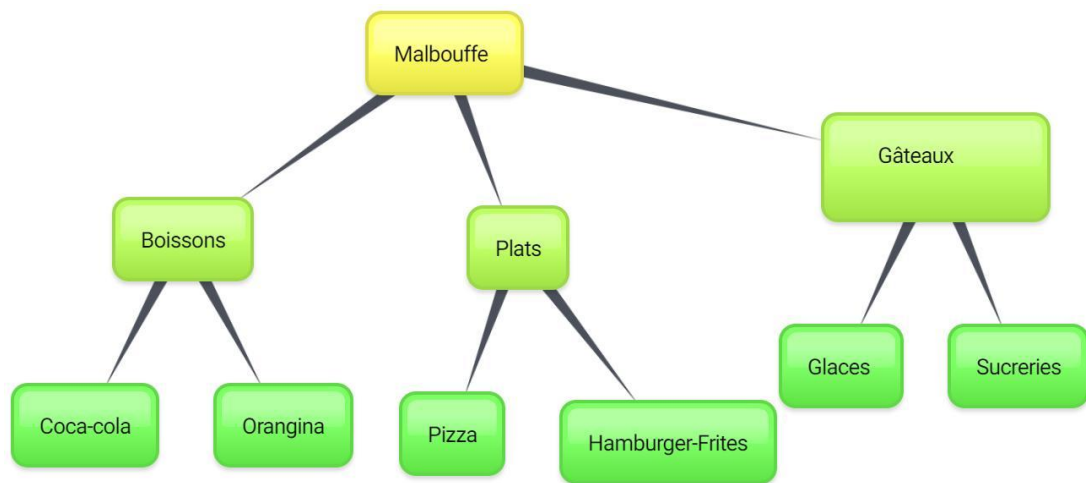 Malbouffe
Gâteaux
Boissons
Plats
Glaces
Sucreries
Coca-cola
Orangina
Pizza
Hamburger-Frites